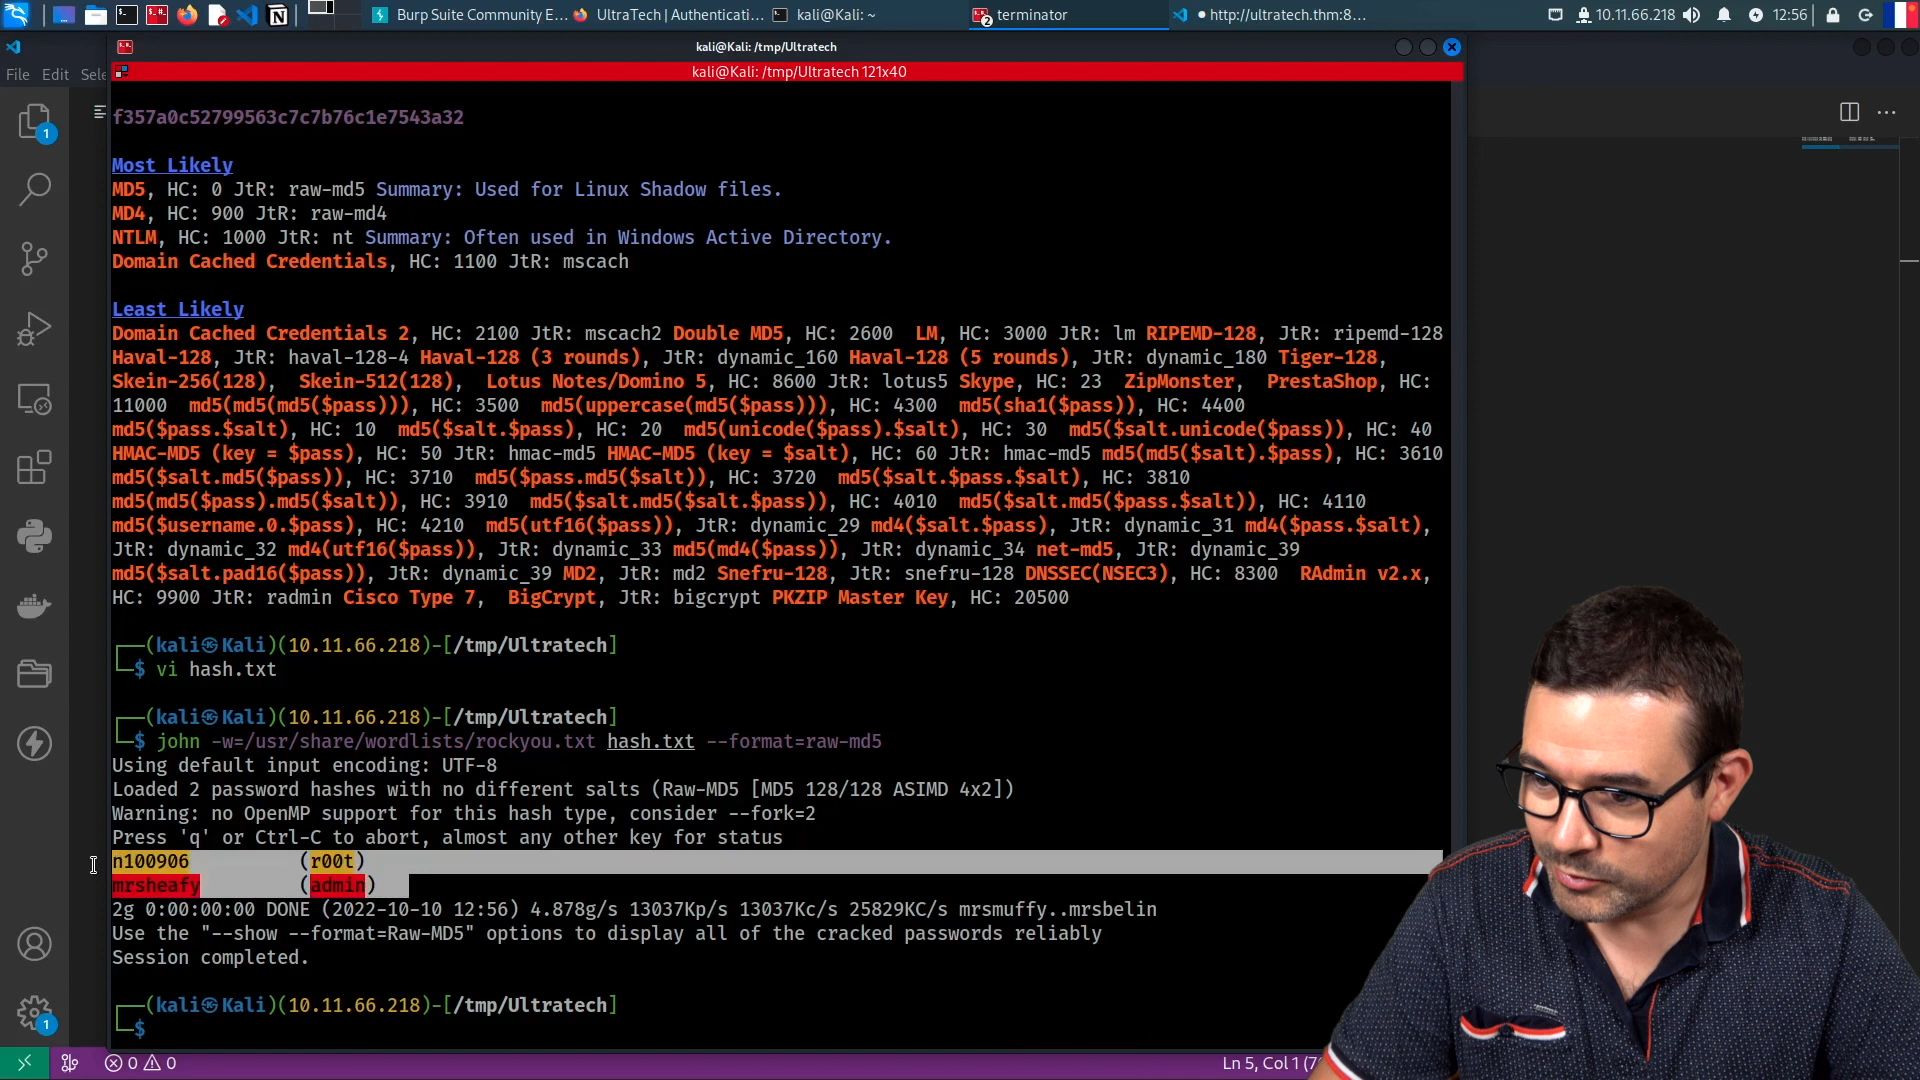 Burp Suite Community E...
UltraTech | Authenticati...
kali@Kali: ~
2 terminator
● http://ultratech.thm:8...
10.11.66.218
12:56
kali@Kali: /tmp/Ultratech
File Edit Sele
kali@Kali: /tmp/Ultratech 121x40
1
f357a0c52799563c7c7b76c1e7543a32
Most Likely
MD5, HC: 0 JtR: raw-md5 Summary: Used for Linux Shadow files.
MD4, HC: 900 JtR: raw-md4
NTLM, HC: 1000 JtR: nt Summary: Often used in Windows Active Directory.
Domain Cached Credentials, HC: 1100 JtR: mscach
Least Likely
Domain Cached Credentials 2, HC: 2100 JtR: mscach2 Double MD5, HC: 2600  LM, HC: 3000 JtR: lm RIPEMD-128, JtR: ripemd-128
Haval-128, JtR: haval-128-4 Haval-128 (3 rounds), JtR: dynamic_160 Haval-128 (5 rounds), JtR: dynamic_180 Tiger-128,
Skein-256(128),  Skein-512(128),  Lotus Notes/Domino 5, HC: 8600 JtR: lotus5 Skype, HC: 23  ZipMonster,  PrestaShop, HC:
11000  md5(md5(md5($pass))), HC: 3500  md5(uppercase(md5($pass))), HC: 4300  md5(sha1($pass)), HC: 4400
md5($pass.$salt), HC: 10  md5($salt.$pass), HC: 20  md5(unicode($pass).$salt), HC: 30  md5($salt.unicode($pass)), HC: 40
HMAC-MD5 (key = $pass), HC: 50 JtR: hmac-md5 HMAC-MD5 (key = $salt), HC: 60 JtR: hmac-md5 md5(md5($salt).$pass), HC: 3610
md5($salt.md5($pass)), HC: 3710  md5($pass.md5($salt)), HC: 3720  md5($salt.$pass.$salt), HC: 3810
md5(md5($pass).md5($salt)), HC: 3910  md5($salt.md5($salt.$pass)), HC: 4010  md5($salt.md5($pass.$salt)), HC: 4110
md5($username.0.$pass), HC: 4210  md5(utf16($pass)), JtR: dynamic_29 md4($salt.$pass), JtR: dynamic_31 md4($pass.$salt),
JtR: dynamic_32 md4(utf16($pass)), JtR: dynamic_33 md5(md4($pass)), JtR: dynamic_34 net-md5, JtR: dynamic_39
md5($salt.pad16($pass)), JtR: dynamic_39 MD2, JtR: md2 Snefru-128, JtR: snefru-128 DNSSEC(NSEC3), HC: 8300  RAdmin v2.x,
HC: 9900 JtR: radmin Cisco Type 7,  BigCrypt, JtR: bigcrypt PKZIP Master Key, HC: 20500
┌──(kali㉿Kali)(10.11.66.218)-[/tmp/Ultratech]
└─$ vi hash.txt
┌──(kali㉿Kali)(10.11.66.218)-[/tmp/Ultratech]
└─$ john -w=/usr/share/wordlists/rockyou.txt hash.txt --format=raw-md5
Using default input encoding: UTF-8
Loaded 2 password hashes with no different salts (Raw-MD5 [MD5 128/128 ASIMD 4x2])
Warning: no OpenMP support for this hash type, consider --fork=2
Press 'q' or Ctrl-C to abort, almost any other key for status
n100906          (r00t)
mrsheafy         (admin)
2g 0:00:00:00 DONE (2022-10-10 12:56) 4.878g/s 13037Kp/s 13037Kc/s 25829KC/s mrsmuffy..mrsbelin
Use the "--show --format=Raw-MD5" options to display all of the cracked passwords reliably
Session completed.
┌──(kali㉿Kali)(10.11.66.218)-[/tmp/Ultratech]
└─$
1
0 0
Ln 5, Col 1